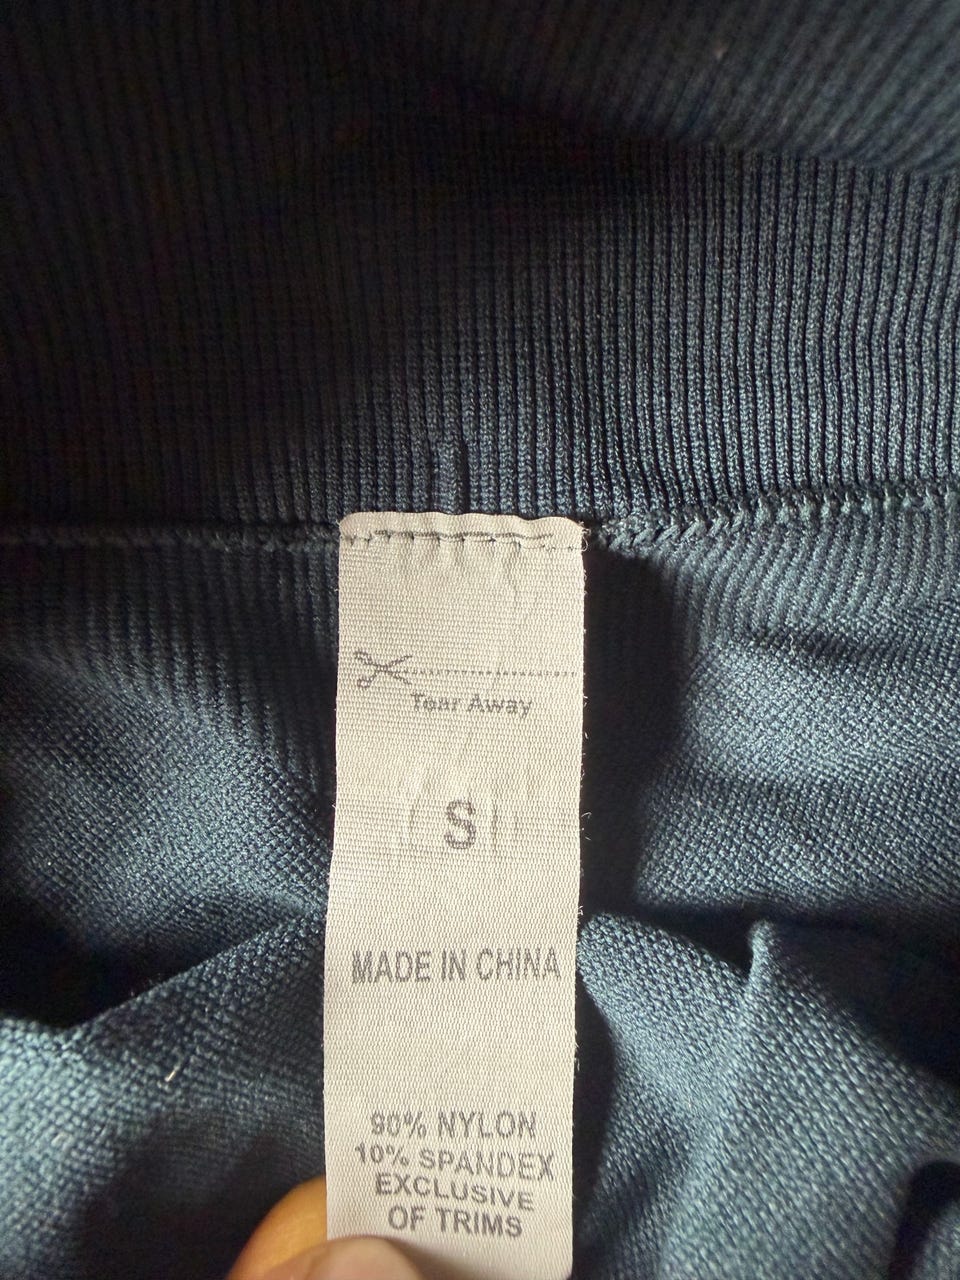 Tear Away
S
MADE IN CHINA
90% NYLON
10% SPANDEX
EXCLUSIVE
OF TRIMS